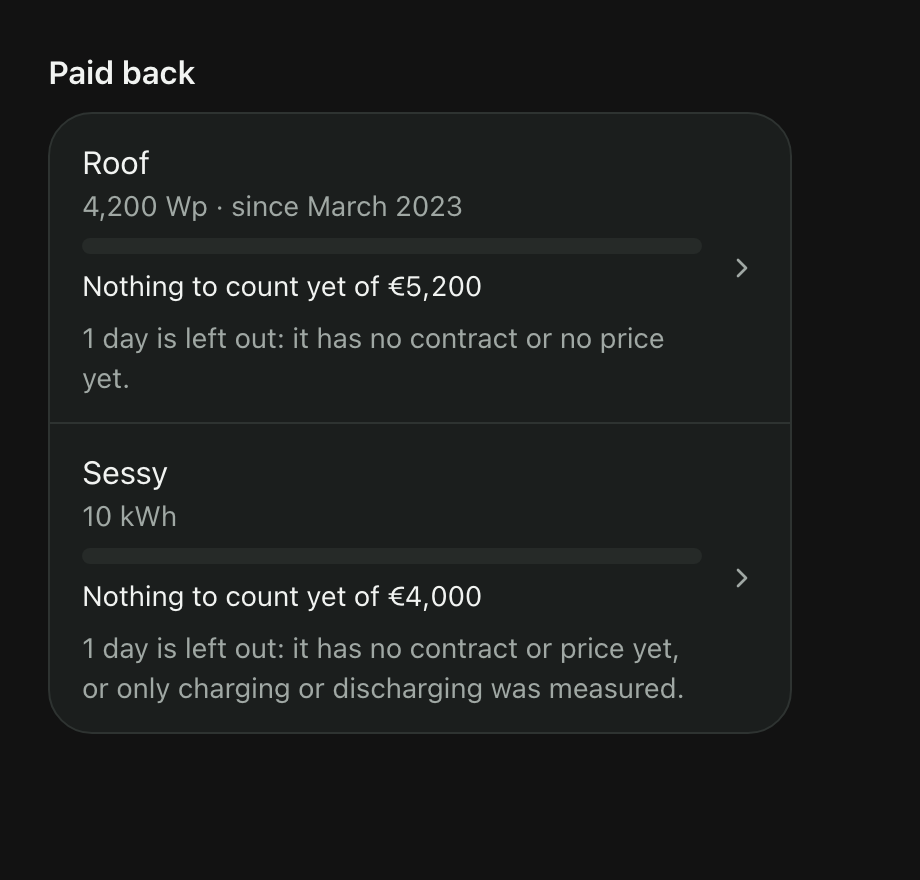 Paid back
Roof
4,200 Wp · since March 2023
Nothing to count yet of €5,200
1 day is left out: it has no contract or no price
yet.
Sessy
10 kWh
Nothing to count yet of €4,000
1 day is left out: it has no contract or price yet,
or only charging or discharging was measured.